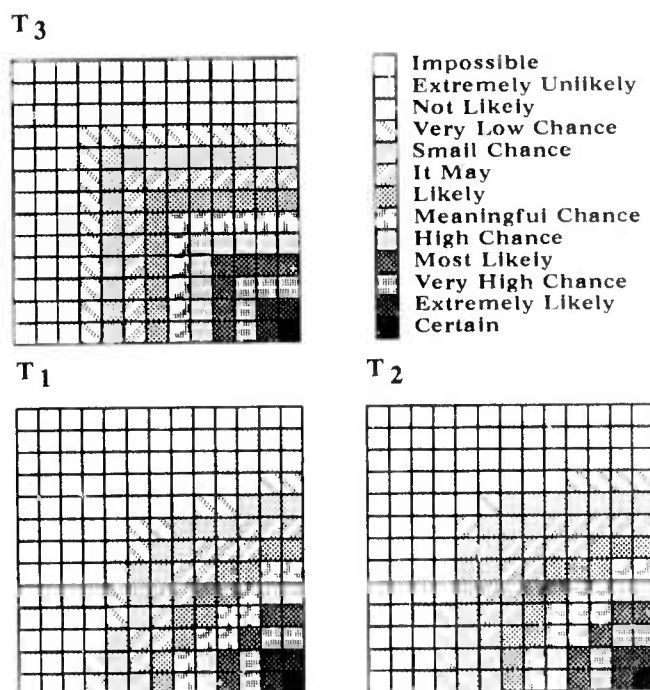 T3
Impossible
Extremely Unlikely
Not Likely
Very Low Chance
Small Chance
It May
Likely
Meaningful Chance
High Chance
Most Likely
Very High Chance
Extremely Likely
Certain
T1
T2